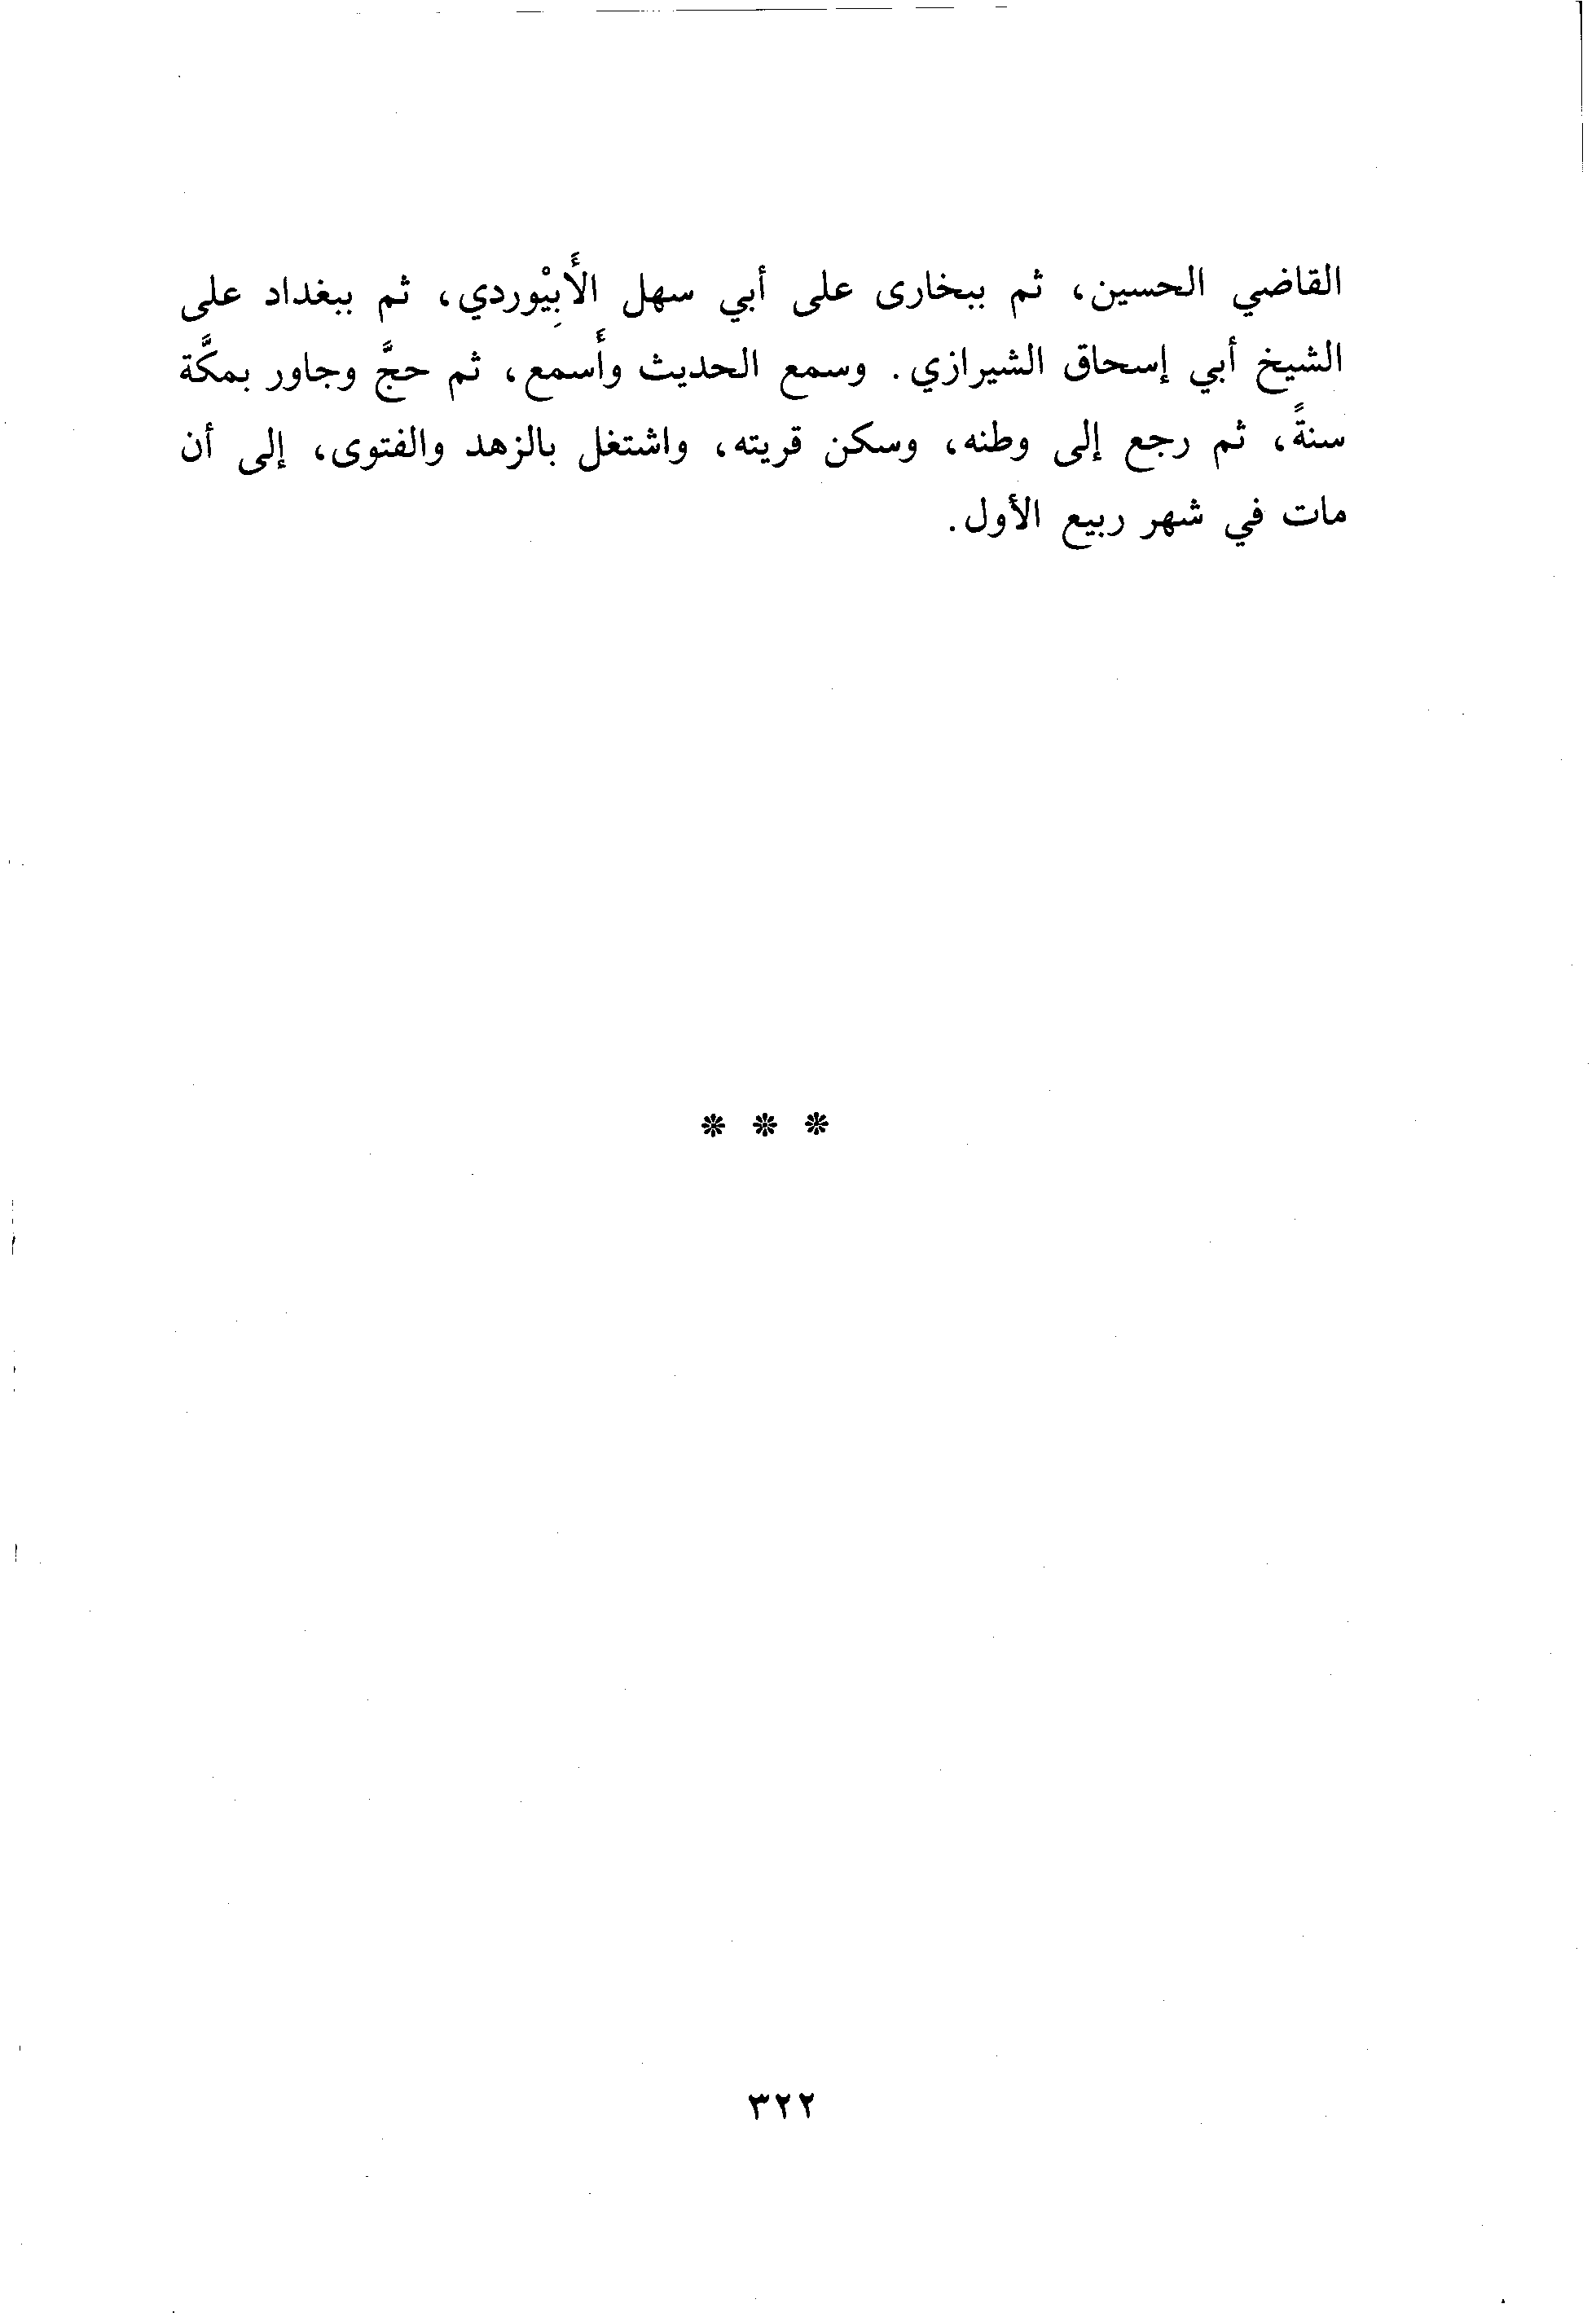 القاضي الحسين، ثم ببخارى على أبي سهل الأَبِيْوردي، ثم ببغداد على
الشيخ أبي إسحاق الشيرازي. وسمع الحديث وأَسمع، ثم حجَّ وجاور بمكَّة
سنةً، ثم رجع إلى وطنه، وسكن قريته، واشتغل بالزهد والفتوى، إلى أن
مات في شهر ربيع الأول.
* * *
٣٢٢